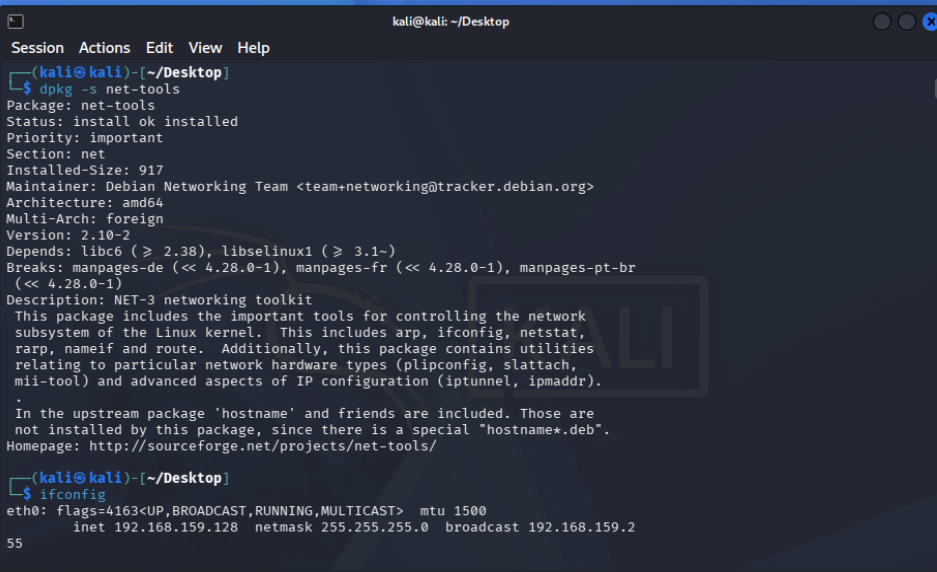 kali@kali: ~/Desktop
Session Actions Edit View Help
┌──(kali㉿kali)-[~/Desktop]
└─$ dpkg -s net-tools
Package: net-tools
Status: install ok installed
Priority: important
Section: net
Installed-Size: 917
Maintainer: Debian Networking Team <team+networking@tracker.debian.org>
Architecture: amd64
Multi-Arch: foreign
Version: 2.10-2
Depends: libc6 (≥ 2.38), libselinux1 (≥ 3.1~)
Breaks: manpages-de (<< 4.28.0-1), manpages-fr (<< 4.28.0-1), manpages-pt-br
 (<< 4.28.0-1)
Description: NET-3 networking toolkit
 This package includes the important tools for controlling the network
 subsystem of the Linux kernel.  This includes arp, ifconfig, netstat,
 rarp, nameif and route.  Additionally, this package contains utilities
 relating to particular network hardware types (plipconfig, slattach,
 mii-tool) and advanced aspects of IP configuration (iptunnel, ipmaddr).
 .
 In the upstream package 'hostname' and friends are included. Those are
 not installed by this package, since there is a special "hostname*.deb".
Homepage: http://sourceforge.net/projects/net-tools/
┌──(kali㉿kali)-[~/Desktop]
└─$ ifconfig
eth0: flags=4163<UP,BROADCAST,RUNNING,MULTICAST>  mtu 1500
        inet 192.168.159.128  netmask 255.255.255.0  broadcast 192.168.159.2
55
KALI